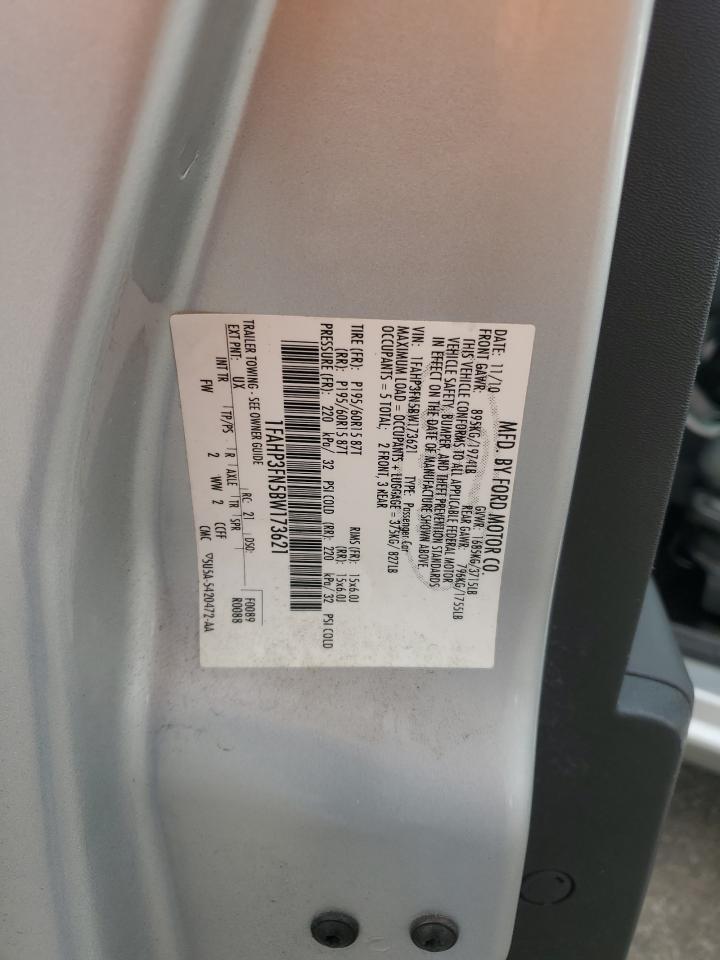 MFD. BY FORD MOTOR CO.
DATE: 11/10 GVWR: 1685KG/3715LB
FRONT GAWR: 895KG/1974LB REAR GAWR: 796KG/1755LB
THIS VEHICLE CONFORMS TO ALL APPLICABLE FEDERAL MOTOR
VEHICLE SAFETY, BUMPER, AND THEFT PREVENTION STANDARDS
IN EFFECT ON THE DATE OF MANUFACTURE SHOWN ABOVE.
VIN: 1FAHP3FN5BW173621 TYPE: Passenger Car
MAXIMUM LOAD = OCCUPANTS + LUGGAGE = 375KG/ 827LB
OCCUPANTS = 5 TOTAL; 2 FRONT, 3 REAR
TIRE (FR): P195/60R15 87T RIMS (FR): 15x6.0J
(RR): P195/60R15 87T (RR): 15x6.0J
PRESSURE (FR): 220 kPa/ 32 PSI COLD (RR): 220 kPa/ 32 PSI COLD
1FAHP3FN5BW173621
TRAILER TOWING - SEE OWNER GUIDE
EXT PNT: UX RC: 21 DSO: F0089
R0088
INT TR TP/PS R AXLE TR SPR
FW 2 2 WW 2 CCFF
CMC 5U5A-5420472-AA